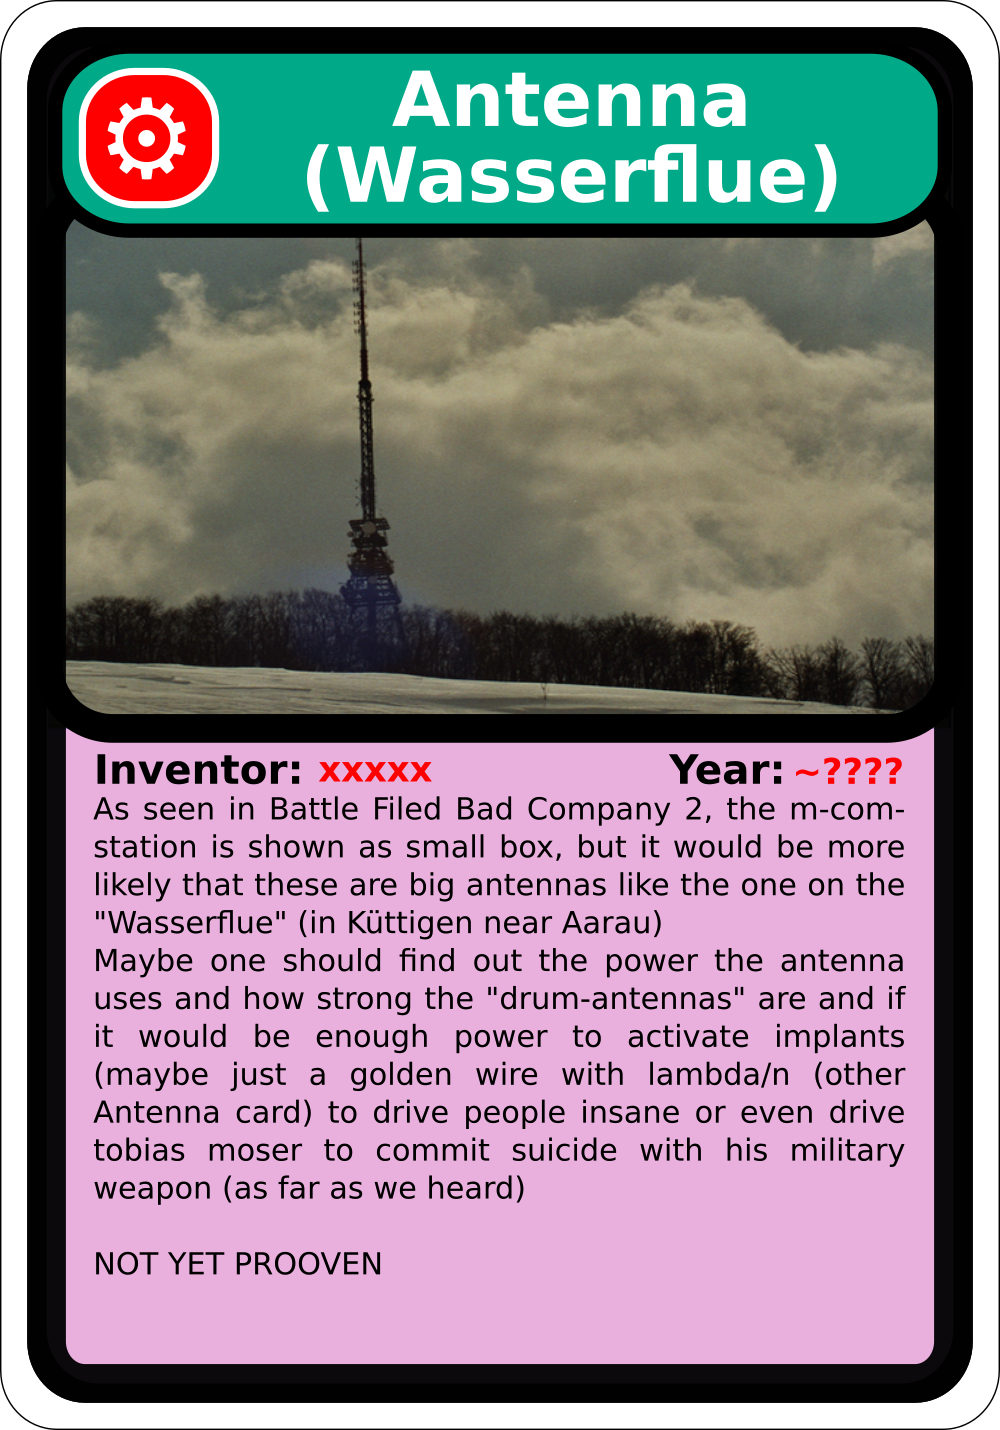 Antenna
(Wasserflue)
Inventor: xxxxx Year: ~????
As seen in Battle Filed Bad Company 2, the m-com-
station is shown as small box, but it would be more
likely that these are big antennas like the one on the
"Wasserflue" (in Küttigen near Aarau)
Maybe one should find out the power the antenna
uses and how strong the "drum-antennas" are and if
it would be enough power to activate implants
(maybe just a golden wire with lambda/n (other
Antenna card) to drive people insane or even drive
tobias moser to commit suicide with his military
weapon (as far as we heard)
NOT YET PROOVEN